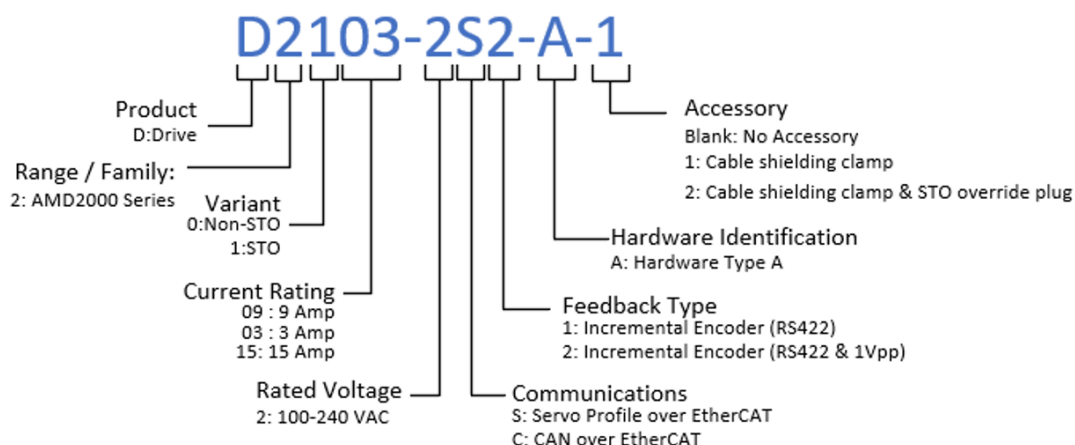 D2103-2S2-A-1
Product
D:Drive
Range / Family:
2: AMD2000 Series
Variant
0:Non-STO
1:STO
Current Rating
09 : 9 Amp
03 : 3 Amp
15: 15 Amp
Rated Voltage
2: 100-240 VAC
Communications
S: Servo Profile over EtherCAT
C: CAN over EtherCAT
Feedback Type
1: Incremental Encoder (RS422)
2: Incremental Encoder (RS422 & 1Vpp)
Hardware Identification
A: Hardware Type A
Accessory
Blank: No Accessory
1: Cable shielding clamp
2: Cable shielding clamp & STO override plug